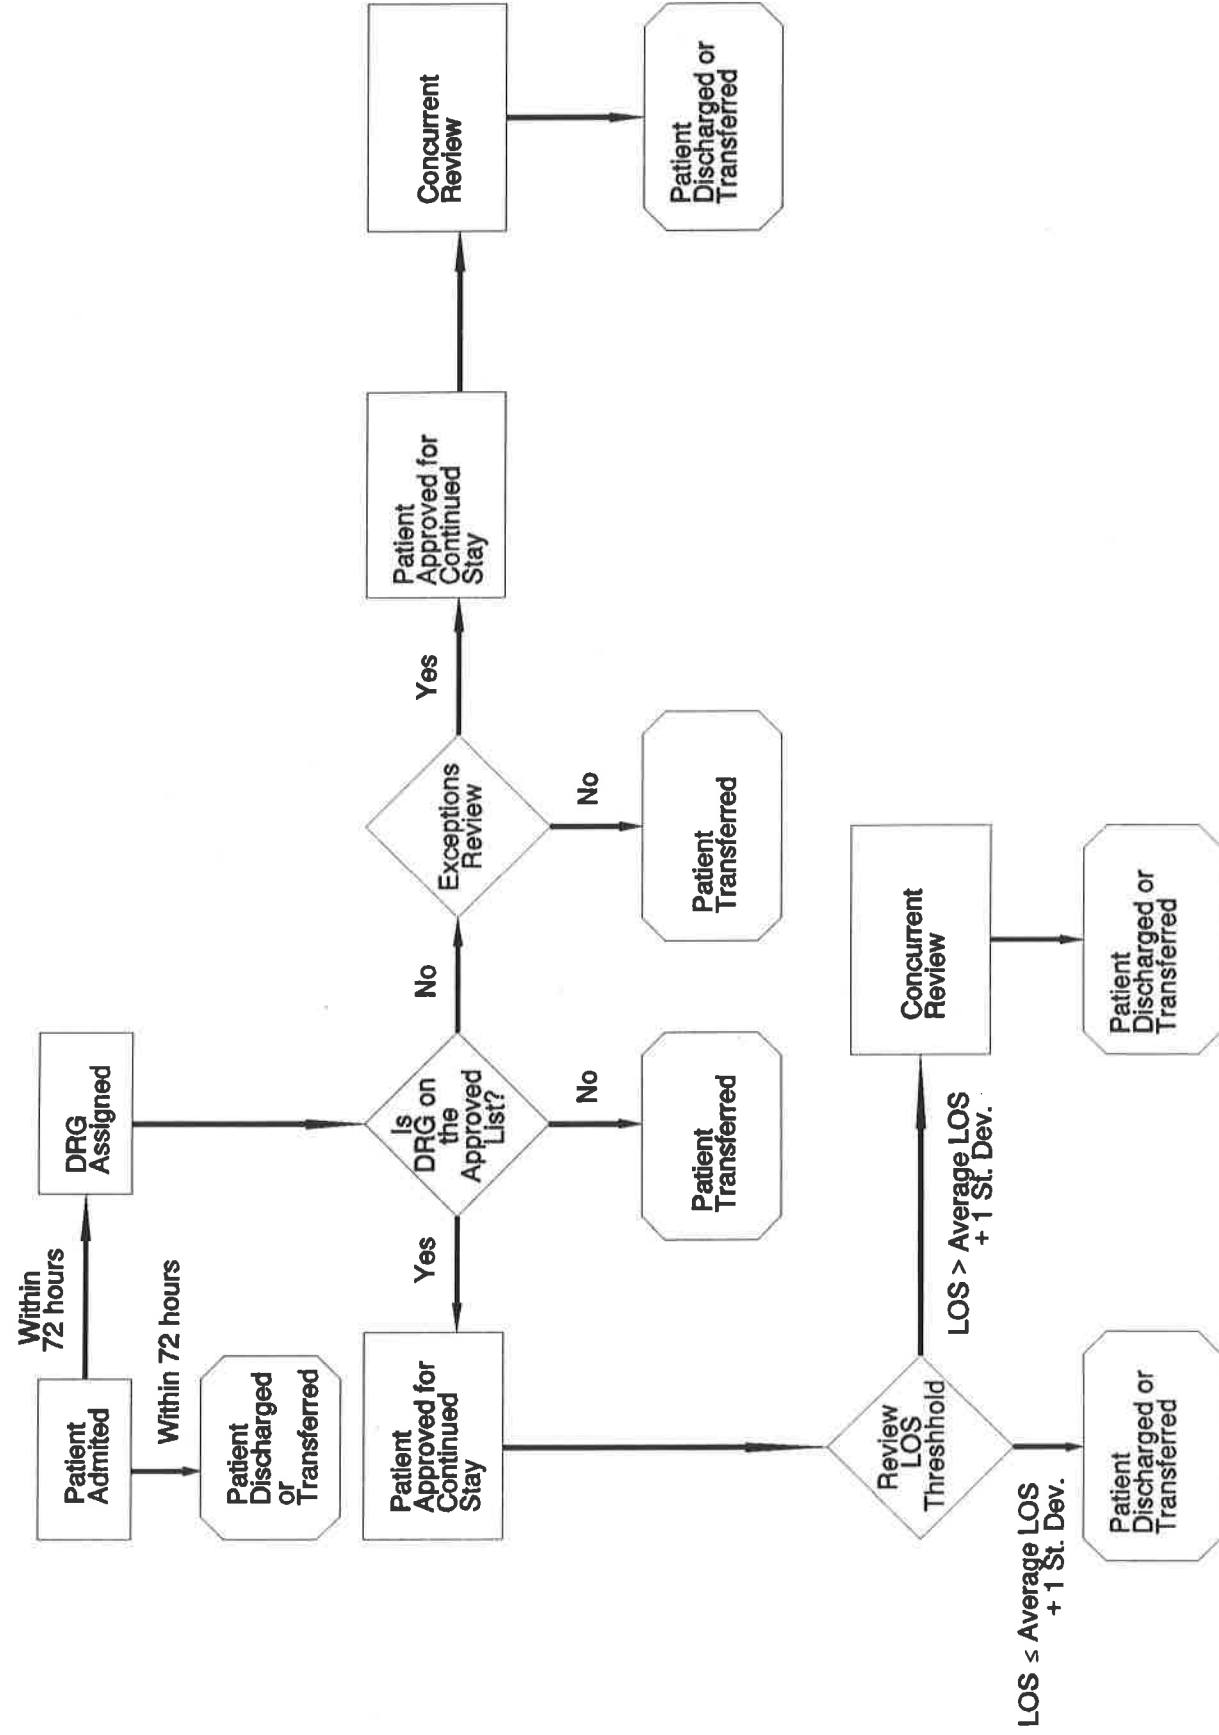 Within
72 hours
Patient
Admited
DRG
Assigned
Within 72 hours
Patient
Discharged
or
Transferred
Is
DRG on
the
Approved
List?
Yes
No
No
Patient
Approved for
Continued
Stay
Patient
Transferred
Exceptions
Review
Yes
No
Patient
Transferred
Patient
Approved for
Continued
Stay
Concurrent
Review
Patient
Discharged or
Transferred
Review
LOS
Threshhold
LOS > Average LOS
+ 1 St. Dev.
Concurrent
Review
Patient
Discharged or
Transferred
LOS ≤ Average LOS
+ 1 St. Dev.
Patient
Discharged or
Transferred